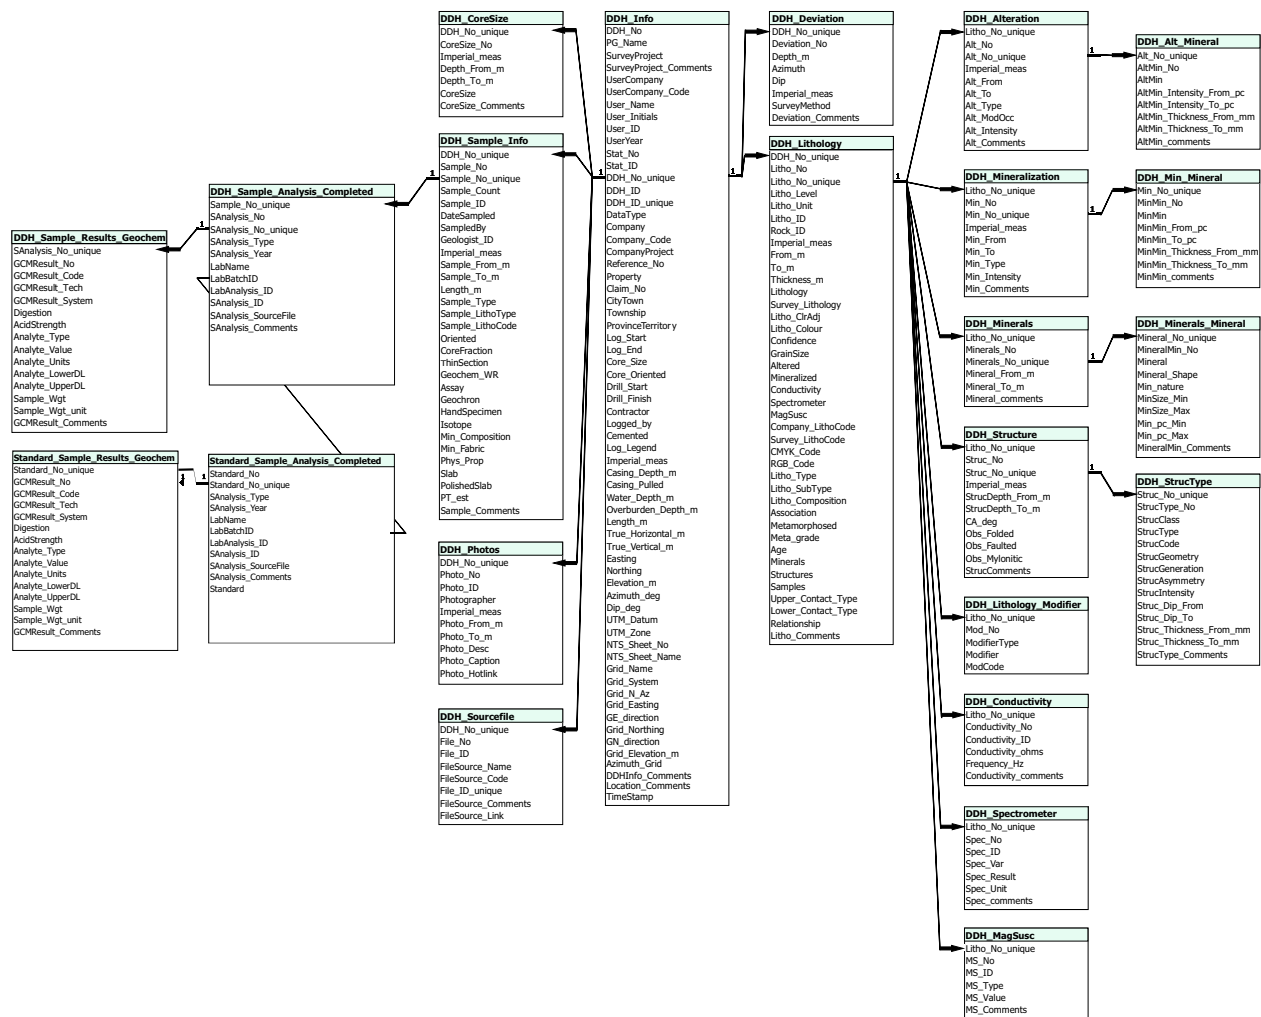 DDH_CoreSize
DDH_No_unique
CoreSize_No
Imperial_meas
Depth_From_m
Depth_To_m
CoreSize
CoreSize_Comments
DDH_Sample_Info
DDH_No_unique
Sample_No
Sample_No_unique
Sample_Count
Sample_ID
DateSampled
SampledBy
Geologist_ID
Imperial_meas
Sample_From_m
Sample_To_m
Length_m
Sample_Type
Sample_LithoType
Sample_LithoCode
Oriented
CoreFraction
ThinSection
Geochem_WR
Assay
Geochron
HandSpecimen
Isotope
Min_Composition
Min_Fabric
Phys_Prop
Slab
PolishedSlab
PT_est
Sample_Comments
DDH_Photos
DDH_No_unique
Photo_No
Photo_ID
Photographer
Imperial_meas
Photo_From_m
Photo_To_m
Photo_Desc
Photo_Caption
Photo_Hotlink
DDH_Sourcefile
DDH_No_unique
File_No
File_ID
FileSource_Name
FileSource_Code
File_ID_unique
FileSource_Comments
FileSource_Link
1
DDH_Sample_Analysis_Completed
Sample_No_unique
SAnalysis_No
SAnalysis_No_unique
SAnalysis_Type
SAnalysis_Year
LabName
LabBatchID
LabAnalysis_ID
SAnalysis_ID
SAnalysis_SourceFile
SAnalysis_Comments
1
DDH_Sample_Results_Geochem
SAnalysis_No_unique
GCMResult_No
GCMResult_Code
GCMResult_Tech
GCMResult_System
Digestion
AcidStrength
Analyte_Type
Analyte_Value
Analyte_Units
Analyte_LowerDL
Analyte_UpperDL
Sample_Wgt
Sample_Wgt_unit
GCMResult_Comments
Standard_Sample_Results_Geochem
Standard_No_unique
GCMResult_No
GCMResult_Code
GCMResult_Tech
GCMResult_System
Digestion
AcidStrength
Analyte_Type
Analyte_Value
Analyte_Units
Analyte_LowerDL
Analyte_UpperDL
Sample_Wgt
Sample_Wgt_unit
GCMResult_Comments
1
1
Standard_Sample_Analysis_Completed
Standard_No
Standard_No_unique
SAnalysis_Type
SAnalysis_Year
LabName
LabBatchID
LabAnalysis_ID
SAnalysis_ID
SAnalysis_SourceFile
SAnalysis_Comments
Standard
DDH_Info
DDH_No
PG_Name
SurveyProject
SurveyProject_Comments
UserCompany
UserCompany_Code
User_Name
User_Initials
User_ID
UserYear
Stat_No
Stat_ID
DDH_No_unique
DDH_ID
DDH_ID_unique
DataType
Company
Company_Code
CompanyProject
Reference_No
Property
Claim_No
CityTown
Township
ProvinceTerritory
Log_Start
Log_End
Core_Size
Core_Oriented
Drill_Start
Drill_Finish
Contractor
Logged_by
Cemented
Log_Legend
Imperial_meas
Casing_Depth_m
Casing_Pulled
Water_Depth_m
Overburden_Depth_m
Length_m
True_Horizontal_m
True_Vertical_m
Easting
Northing
Elevation_m
Azimuth_deg
Dip_deg
UTM_Datum
UTM_Zone
NTS_Sheet_No
NTS_Sheet_Name
Grid_Name
Grid_System
Grid_N_Az
Grid_Easting
GE_direction
Grid_Northing
GN_direction
Grid_Elevation_m
Azimuth_Grid
DDHInfo_Comments
Location_Comments
TimeStamp
1
1
DDH_Deviation
DDH_No_unique
Deviation_No
Depth_m
Azimuth
Dip
Imperial_meas
SurveyMethod
Deviation_Comments
DDH_Lithology
DDH_No_unique
Litho_No
Litho_No_unique
Litho_Level
Litho_Unit
Litho_ID
Rock_ID
Imperial_meas
From_m
To_m
Thickness_m
Lithology
Survey_Lithology
Litho_ClrAdj
Litho_Colour
Confidence
GrainSize
Altered
Mineralized
Conductivity
Spectrometer
MagSusc
Company_LithoCode
Survey_LithoCode
CMYK_Code
RGB_Code
Litho_Type
Litho_SubType
Litho_Composition
Association
Metamorphosed
Meta_grade
Age
Minerals
Structures
Samples
Upper_Contact_Type
Lower_Contact_Type
Relationship
Litho_Comments
1
DDH_Alteration
Litho_No_unique
Alt_No
Alt_No_unique
Imperial_meas
Alt_From
Alt_To
Alt_Type
Alt_ModOcc
Alt_Intensity
Alt_Comments
1
DDH_Alt_Mineral
Alt_No_unique
AltMin_No
AltMin
AltMin_Intensity_From_pc
AltMin_Intensity_To_pc
AltMin_Thickness_From_mm
AltMin_Thickness_To_mm
AltMin_comments
DDH_Mineralization
Litho_No_unique
Min_No
Min_No_unique
Imperial_meas
Min_From
Min_To
Min_Type
Min_Intensity
Min_Comments
1
DDH_Min_Mineral
Min_No_unique
MinMin_No
MinMin
MinMin_From_pc
MinMin_To_pc
MinMin_Thickness_From_mm
MinMin_Thickness_To_mm
MinMin_comments
DDH_Minerals
Litho_No_unique
Minerals_No
Minerals_No_unique
Mineral_From_m
Mineral_To_m
Mineral_comments
1
DDH_Minerals_Mineral
Mineral_No_unique
MineralMin_No
Mineral
Mineral_Shape
Min_nature
MinSize_Min
MinSize_Max
Min_pc_Min
Min_pc_Max
MineralMin_Comments
DDH_Structure
Litho_No_unique
Struc_No
Struc_No_unique
Imperial_meas
StrucDepth_From_m
StrucDepth_To_m
CA_deg
Obs_Folded
Obs_Faulted
Obs_Mylonitic
StrucComments
1
DDH_StrucType
Struc_No_unique
StrucType_No
StrucClass
StrucType
StrucCode
StrucGeometry
StrucGeneration
StrucAsymmetry
StrucIntensity
Struc_Dip_From
Struc_Dip_To
Struc_Thickness_From_mm
Struc_Thickness_To_mm
StrucType_Comments
DDH_Lithology_Modifier
Litho_No_unique
Mod_No
ModifierType
Modifier
ModCode
DDH_Conductivity
Litho_No_unique
Conductivity_No
Conductivity_ID
Conductivity_ohms
Frequency_Hz
Conductivity_comments
DDH_Spectrometer
Litho_No_unique
Spec_No
Spec_ID
Spec_Var
Spec_Result
Spec_Unit
Spec_comments
DDH_MagSusc
Litho_No_unique
MS_No
MS_ID
MS_Type
MS_Value
MS_Comments